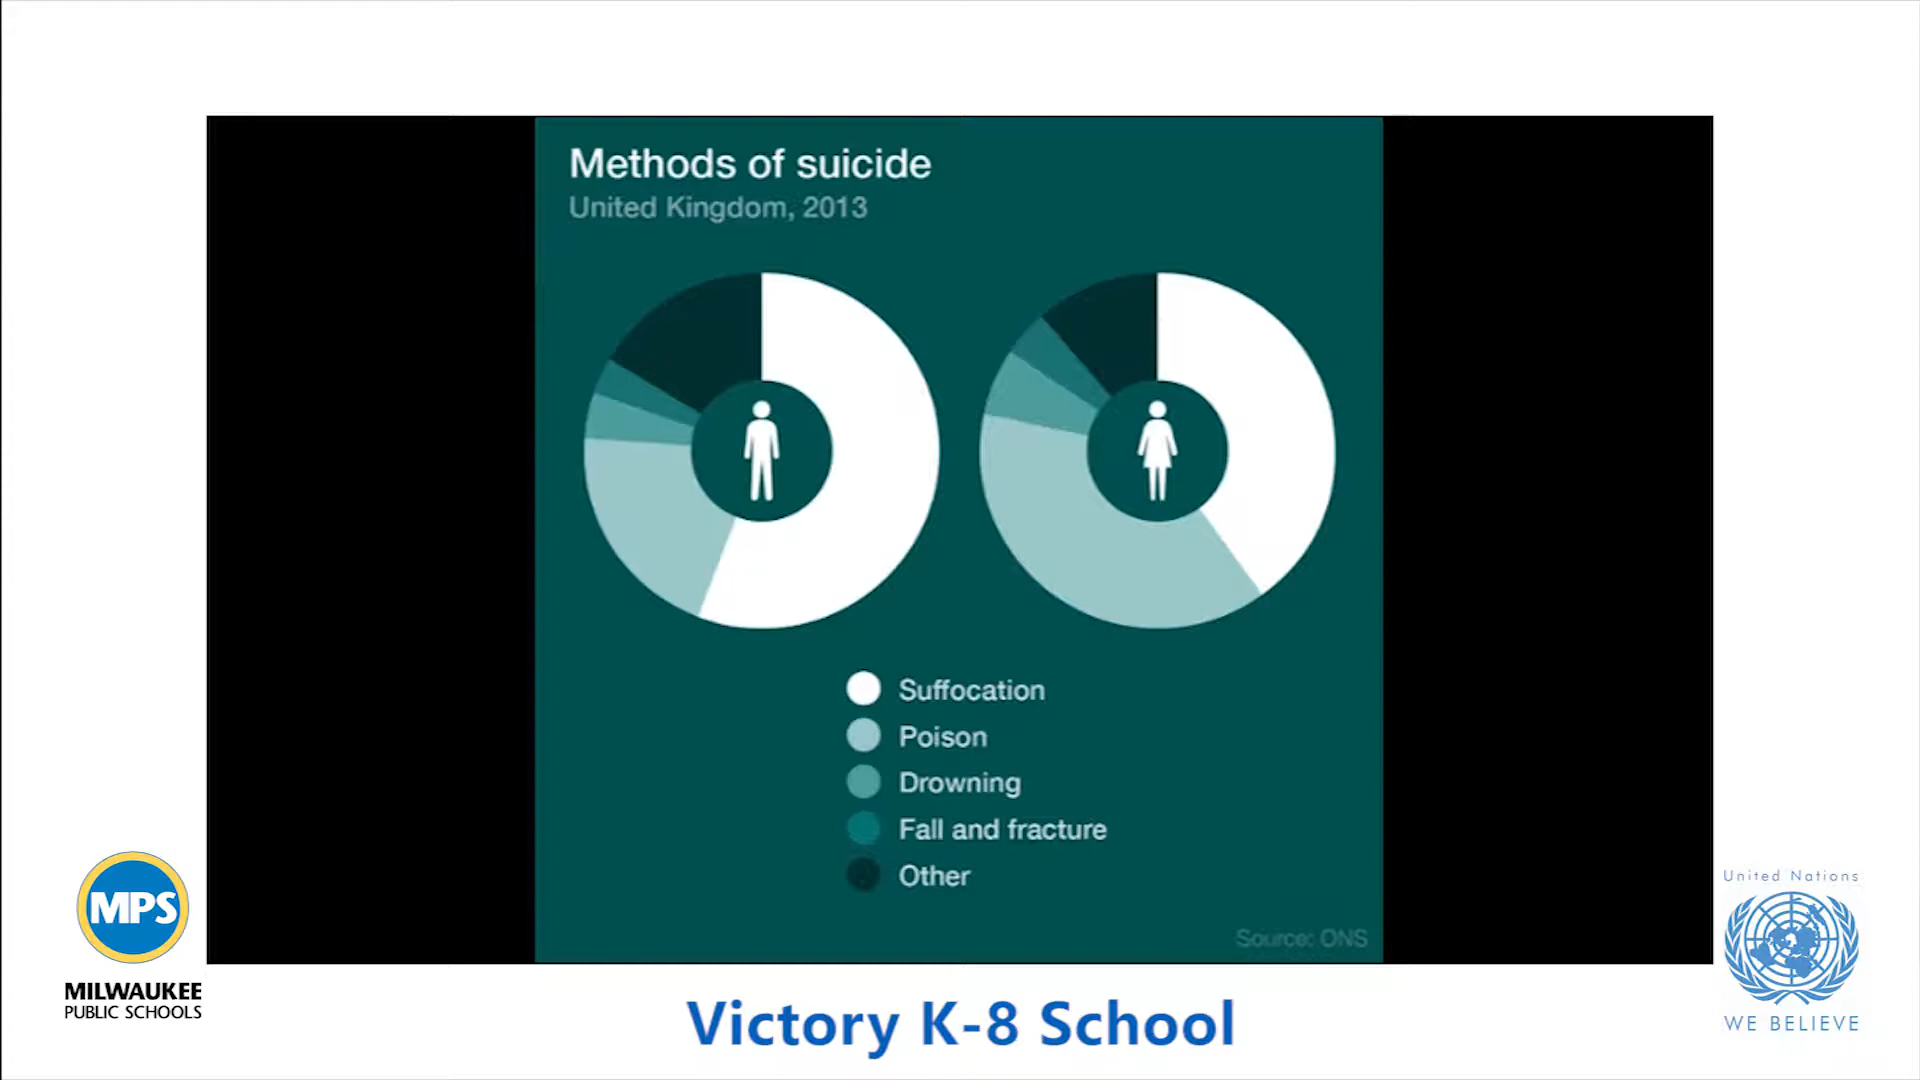 Methods of suicide
United Kingdom, 2013
Suffocation
Poison
Drowning
Fall and fracture
Other
Source: ONS
MPS
MILWAUKEE
PUBLIC SCHOOLS
Victory K-8 School
United Nations
WE BELIEVE